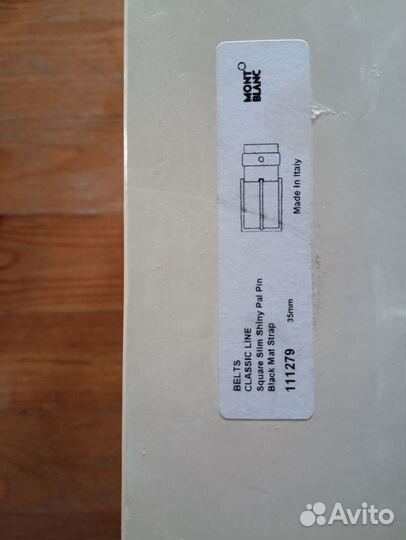 MONT
BLANC
Made In Italy
BELTS
CLASSIC LINE
Square Slim Shiny Pal Pin
Black Mat Strap
111279
35mm
Avito